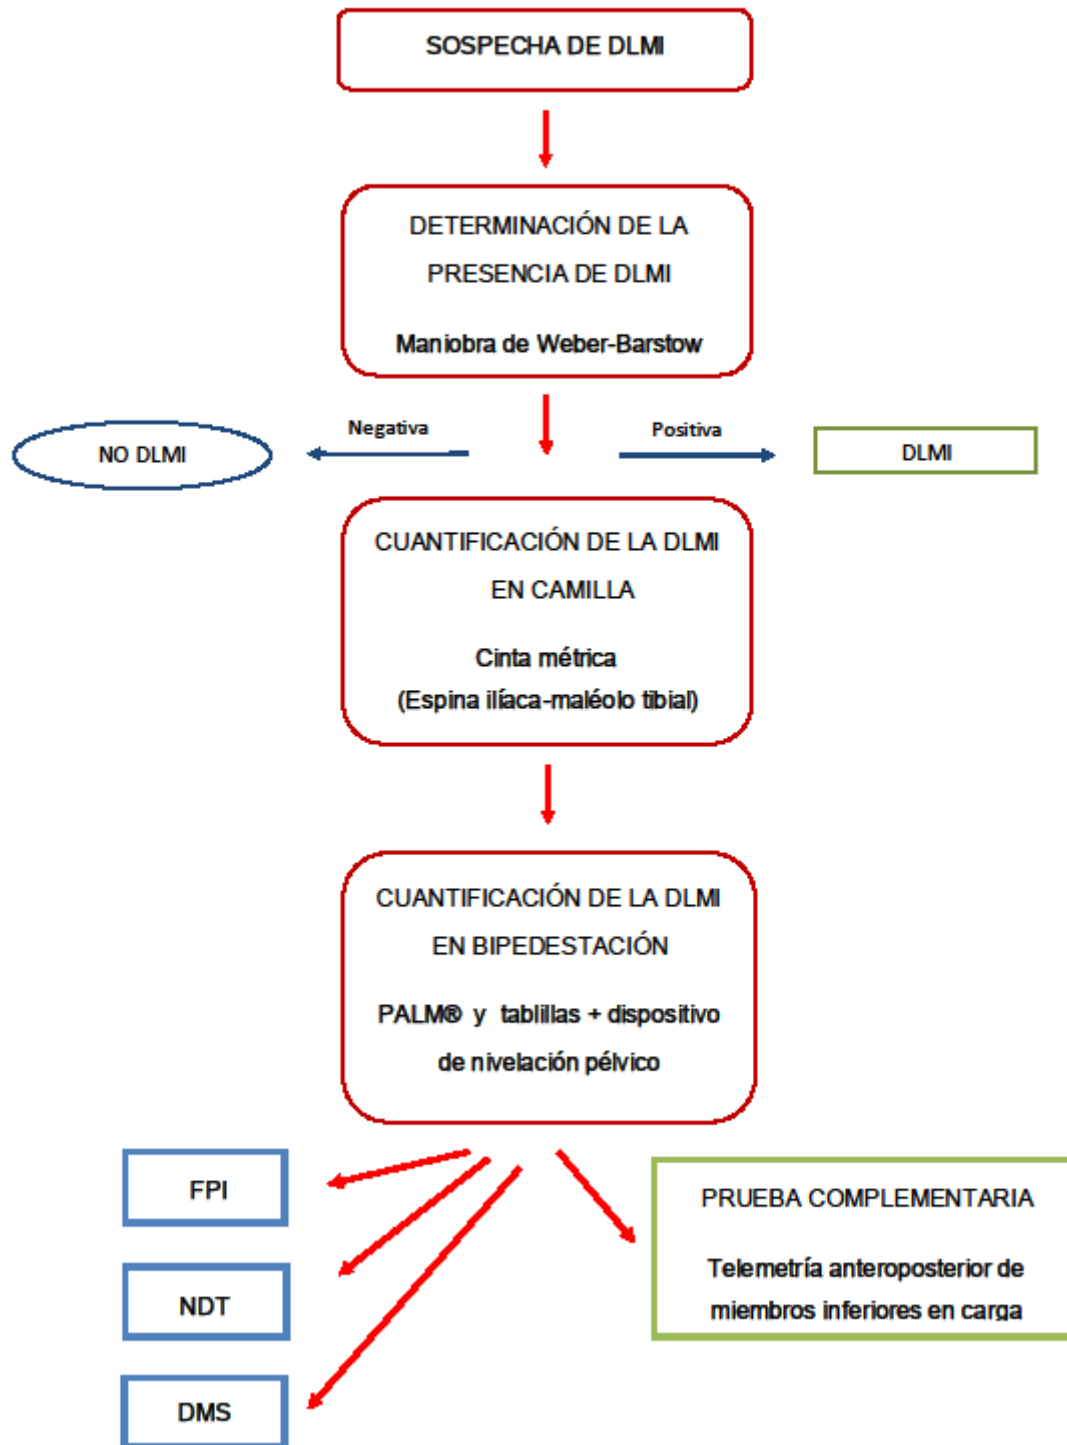 SOSPECHA DE DLMI
DETERMINACIÓN DE LA
PRESENCIA DE DLMI
Maniobra de Weber-Barstow
Negativa
Positiva
NO DLMI
DLMI
CUANTIFICACIÓN DE LA DLMI
EN CAMILLA
Cinta métrica
(Espina ilíaca-maléolo tibial)
CUANTIFICACIÓN DE LA DLMI
EN BIPEDESTACIÓN
PALM® y tablillas + dispositivo
de nivelación pélvico
FPI
NDT
DMS
PRUEBA COMPLEMENTARIA
Telemetría anteroposterior de
miembros inferiores en carga